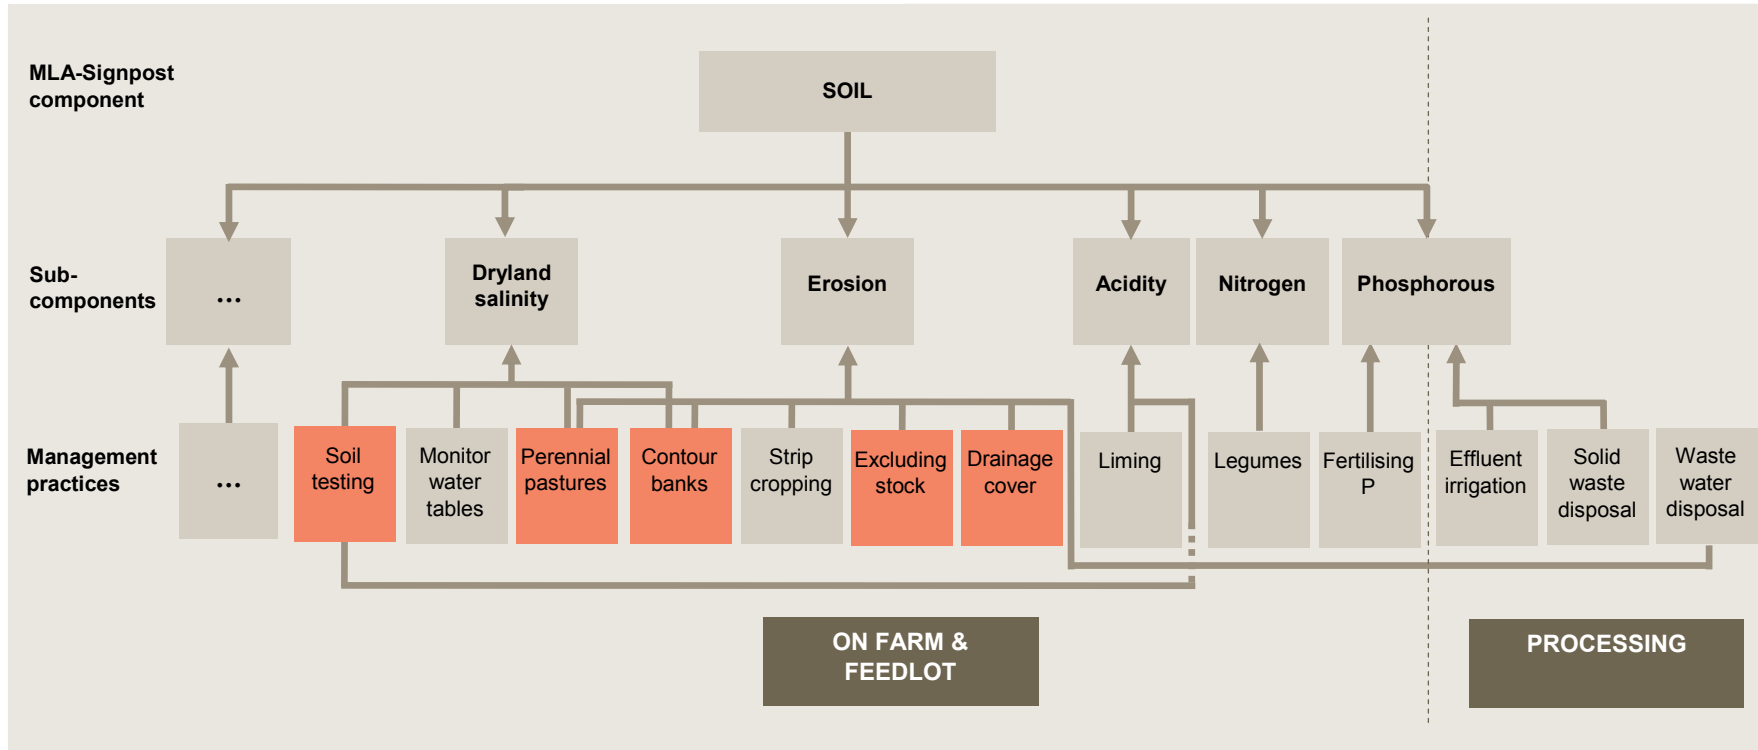 MLA-Signpost
component
SOIL
Sub-
components
...
Dryland
salinity
Erosion
Acidity
Nitrogen
Phosphorous
Management
practices
...
Soil
testing
Monitor
water
tables
Perennial
pastures
Contour
banks
Strip
cropping
Excluding
stock
Drainage
cover
Liming
Legumes
Fertilising
P
Effluent
irrigation
Solid
waste
disposal
Waste
water
disposal
ON FARM &
FEEDLOT
PROCESSING